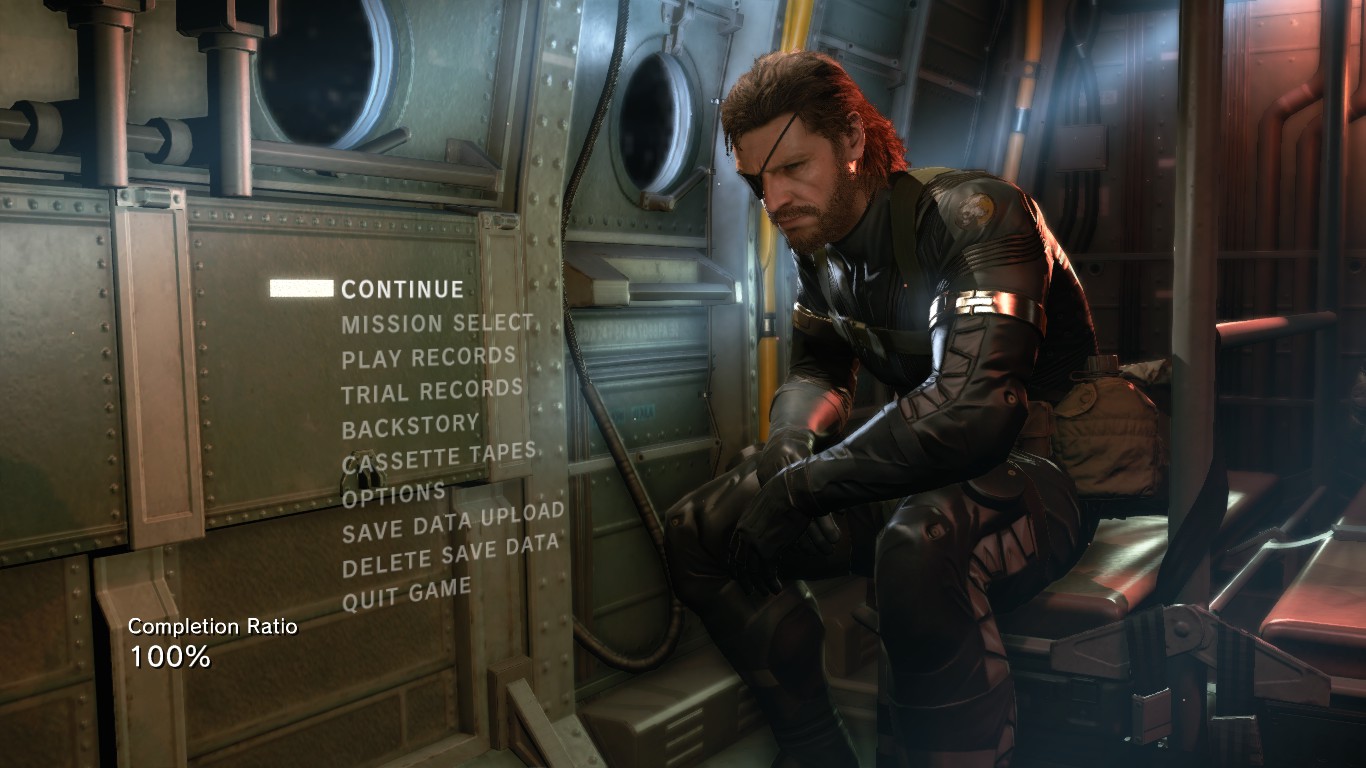 CONTINUE
MISSION SELECT
PLAY RECORDS
TRIAL RECORDS
BACKSTORY
CASSETTE TAPES
OPTIONS
SAVE DATA UPLOAD
DELETE SAVE DATA
QUIT GAME
Completion Ratio
100%